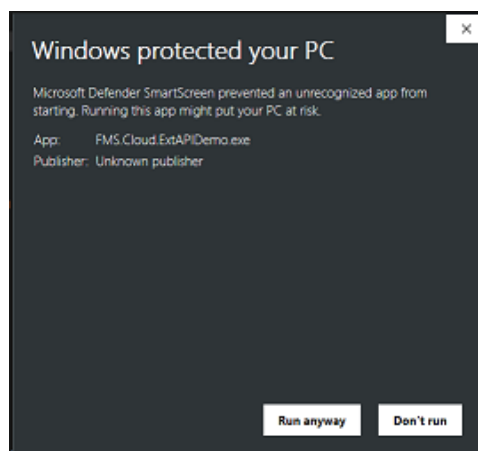 Windows protected your PC
Microsoft Defender SmartScreen prevented an unrecognized app from
starting. Running this app might put your PC at risk.
App: FMS.Cloud.ExtAPIDemo.exe
Publisher: Unknown publisher
Run anyway Don't run